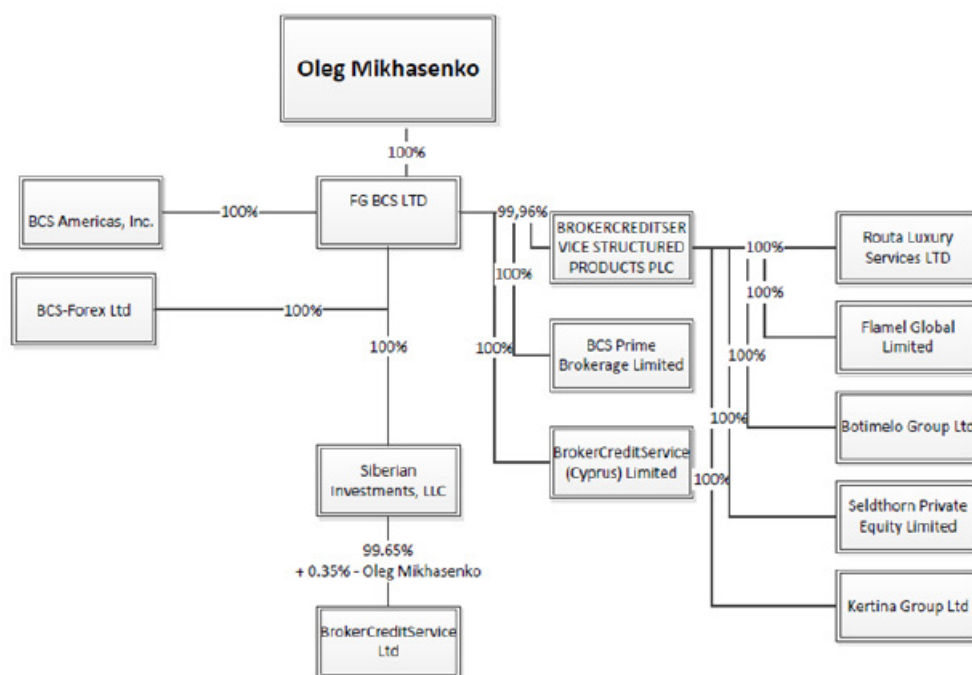 Oleg Mikhasenko
100%
BCS Americas, Inc.
100%
FG BCS LTD
99,96%
BROKERCREDITSER
VICE STRUCTURED
PRODUCTS PLC
100%
Routa Luxury
Services LTD
BCS-Forex Ltd
100%
100%
100%
Flamel Global
Limited
100%
100%
BCS Prime
Brokerage Limited
100%
Botimelo Group Ltd
100%
Siberian
Investments, LLC
BrokerCreditService
(Cyprus) Limited
100%
Seldthorn Private
Equity Limited
99.65%
+ 0.35% - Oleg Mikhasenko
Kertina Group Ltd
BrokerCreditService
Ltd